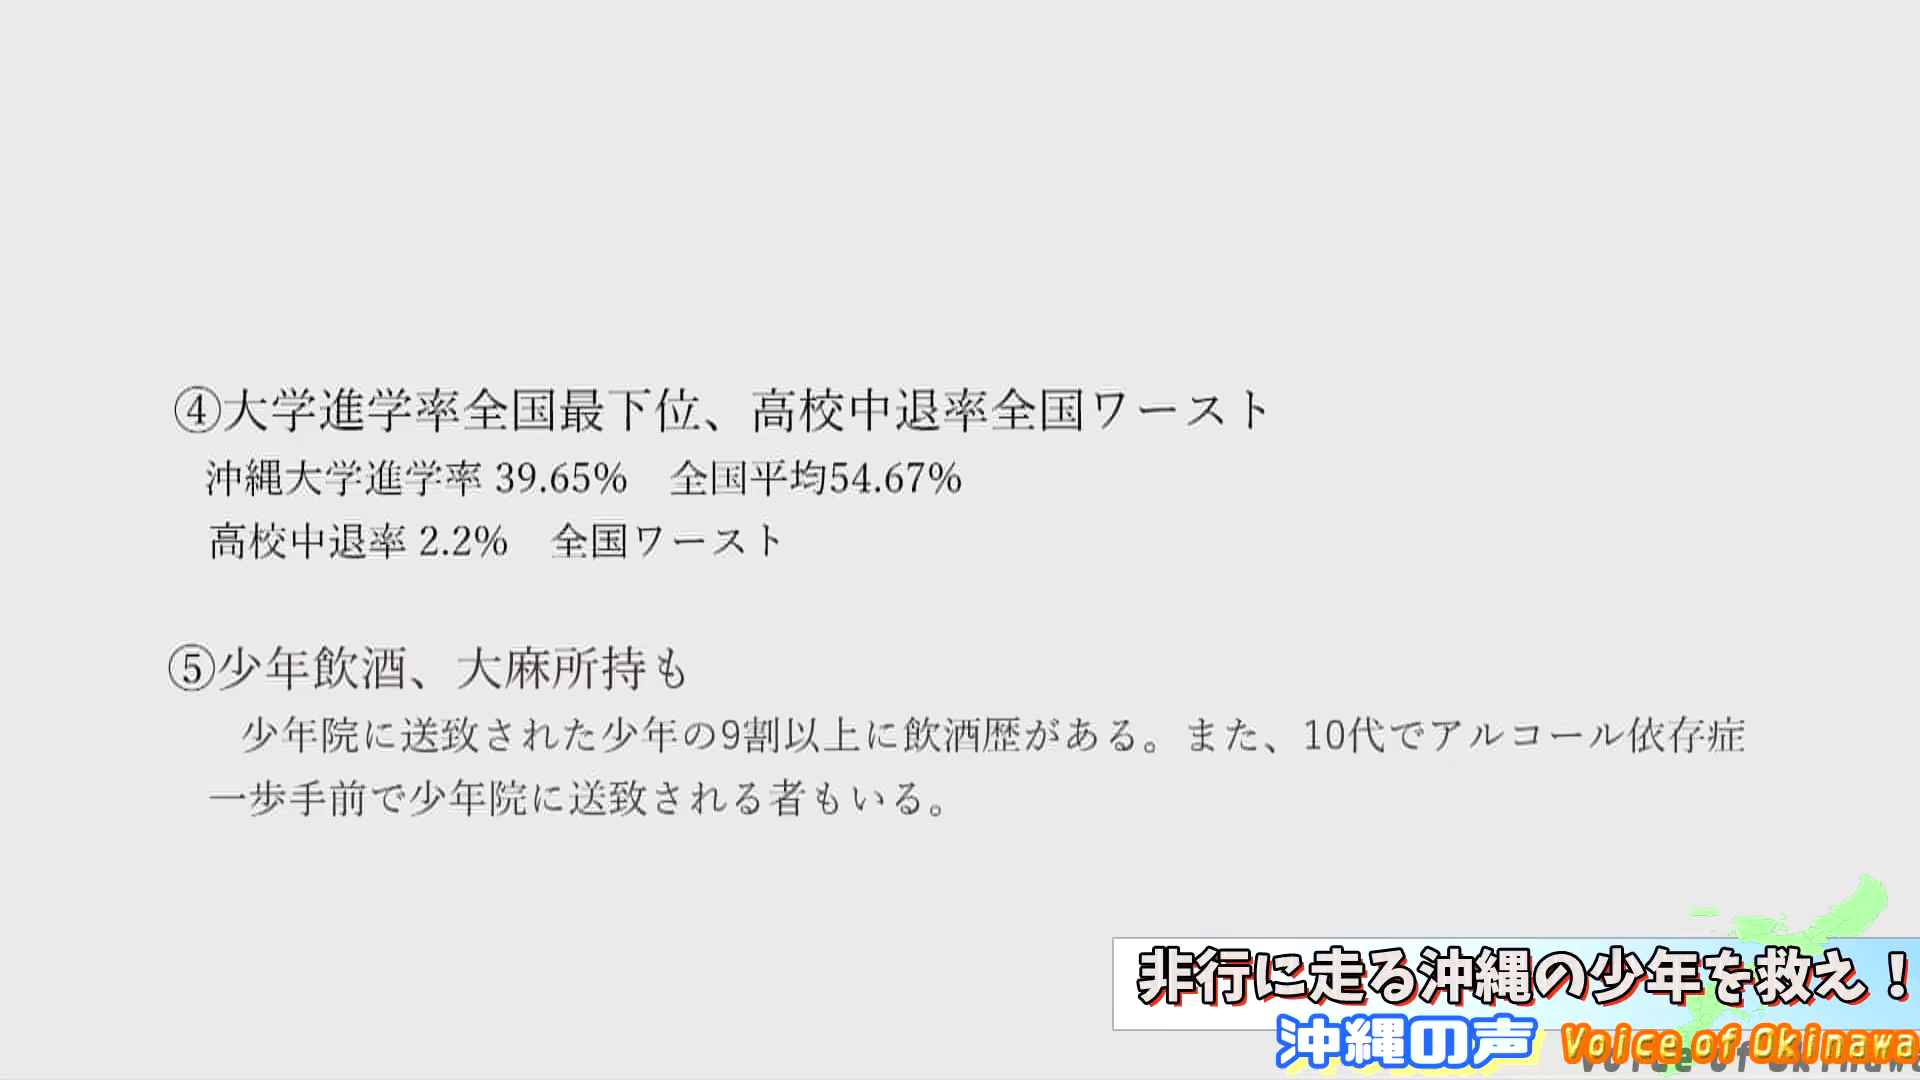 ④大学進学率全国最下位、高校中退率全国ワースト
沖縄大学進学率 39.65%　全国平均54.67%
高校中退率 2.2%　全国ワースト
⑤少年飲酒、大麻所持も
少年院に送致された少年の9割以上に飲酒歴がある。また、10代でアルコール依存症
一歩手前で少年院に送致される者もいる。
非行に走る沖縄の少年を救え！
沖縄の声 Voice of Okinawa